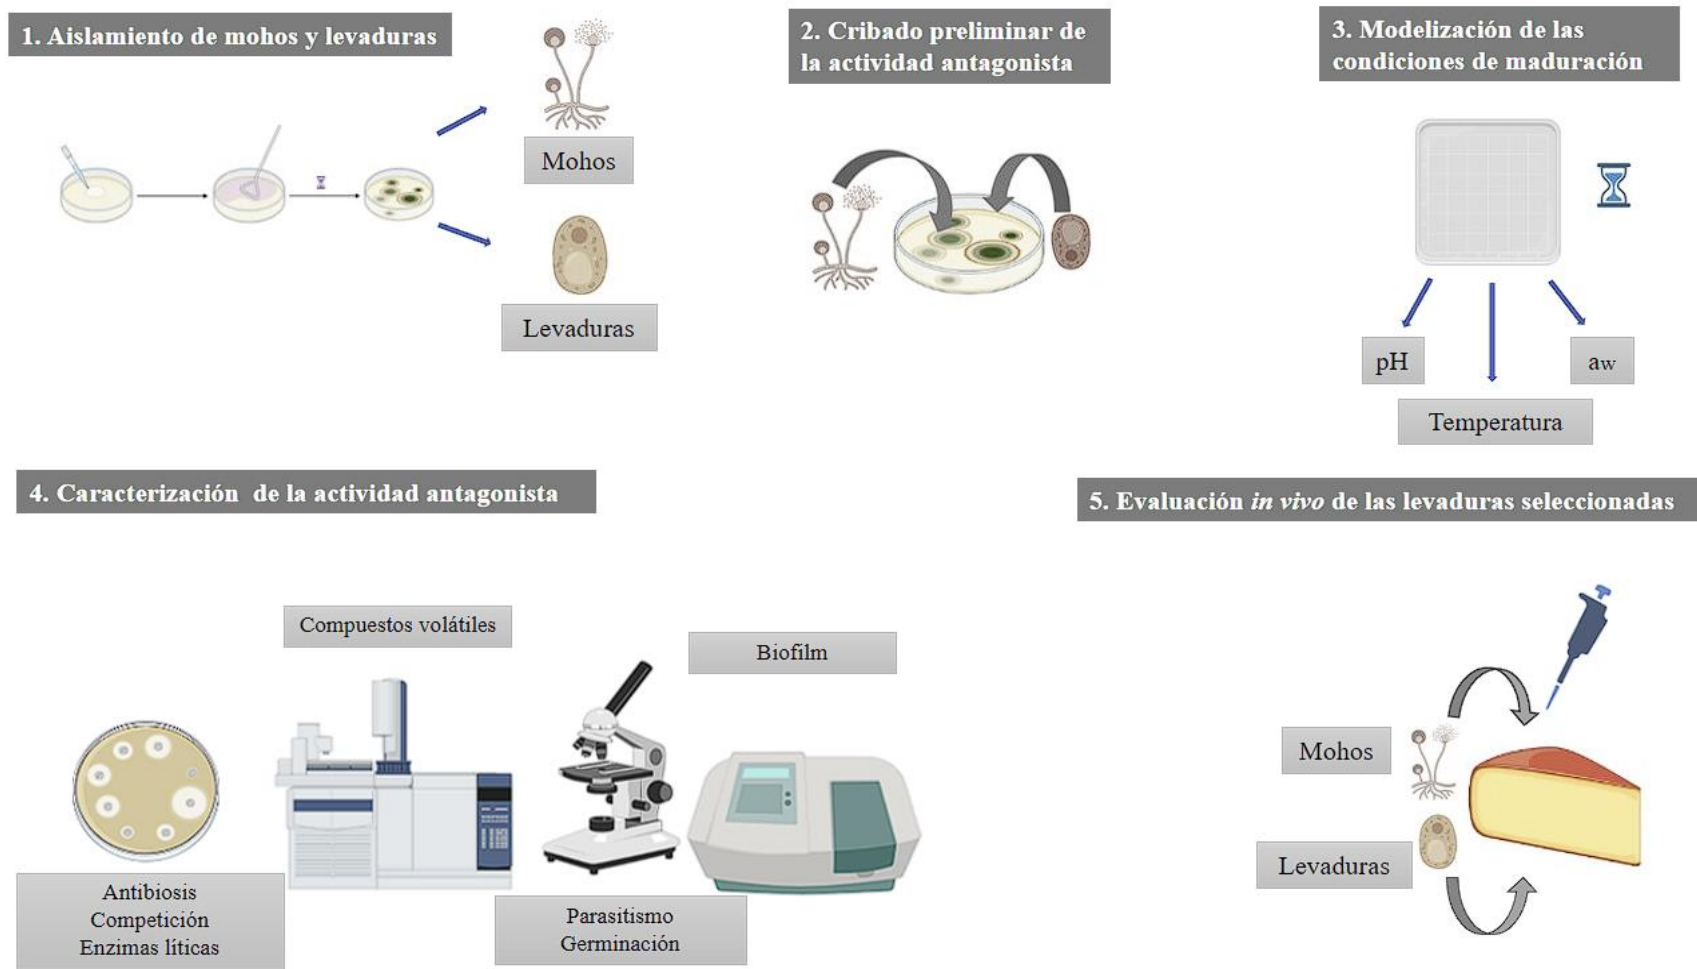 1. Aislamiento de mohos y levaduras
Mohos
Levaduras
2. Cribado preliminar de
la actividad antagonista
3. Modelización de las
condiciones de maduración
pH
aw
Temperatura
4. Caracterización de la actividad antagonista
Compuestos volátiles
Biofilm
Antibiosis
Competición
Enzimas líticas
Parasitismo
Germinación
5. Evaluación in vivo de las levaduras seleccionadas
Mohos
Levaduras